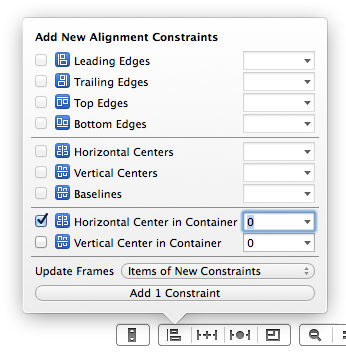 Add New Alignment Constraints
Leading Edges
Trailing Edges
Top Edges
Bottom Edges
Horizontal Centers
Vertical Centers
Baselines
Horizontal Center in Container 0
Vertical Center in Container 0
Update Frames Items of New Constraints
Add 1 Constraint